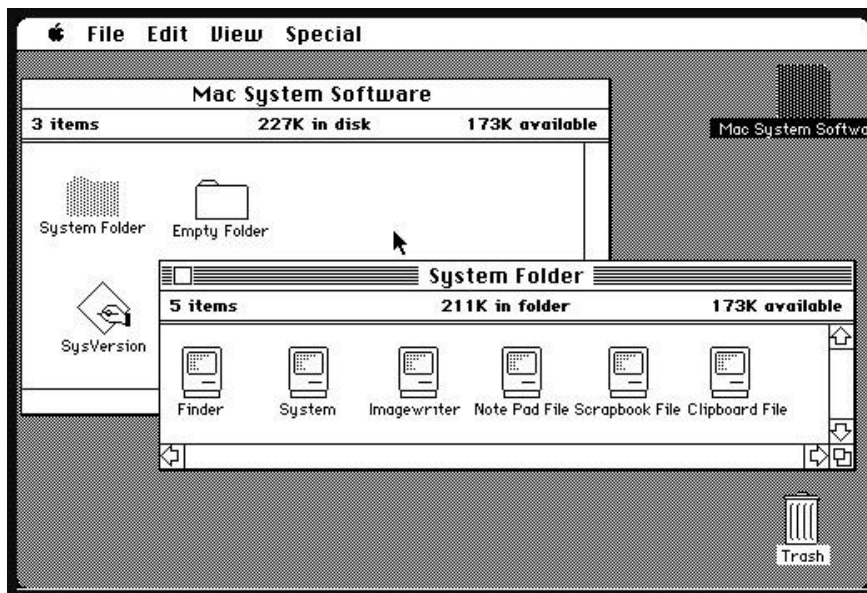 File Edit View Special
Mac System Software
3 items 227K in disk 173K available
Mac System Softwa
System Folder Empty Folder
SysVersion
System Folder
5 items 211K in folder 173K available
Finder System Imagewriter Note Pad File Scrapbook File Clipboard File
Trash